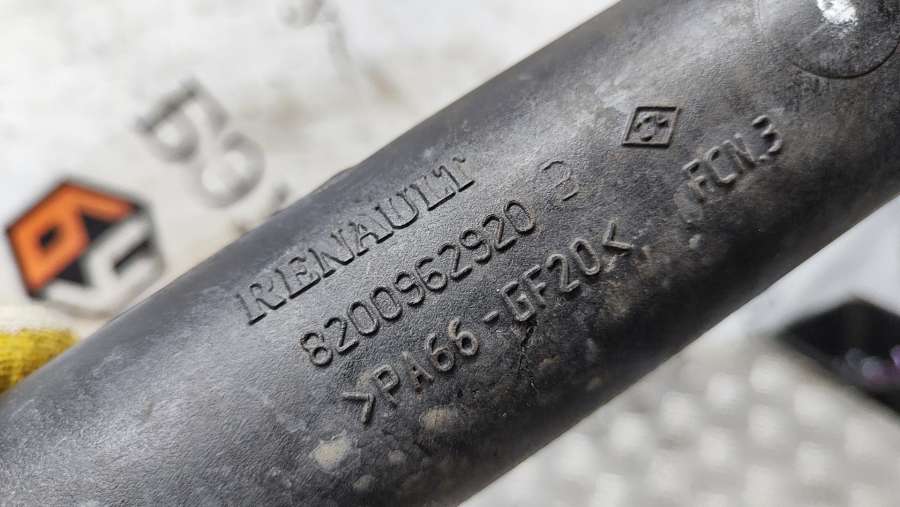 RENAULT
8200962920 B
>PA66-GF20<
FCN.3